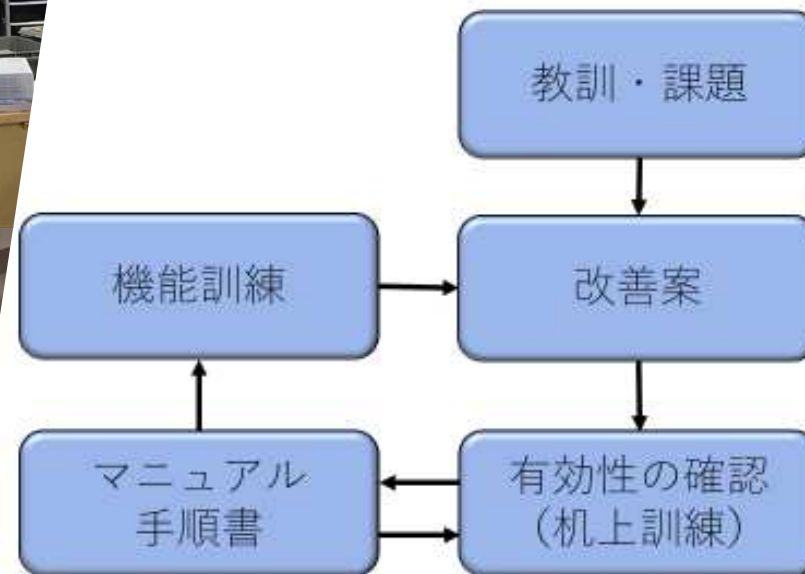 教訓・課題
機能訓練
改善案
マニュアル
手順書
有効性の確認
（机上訓練）